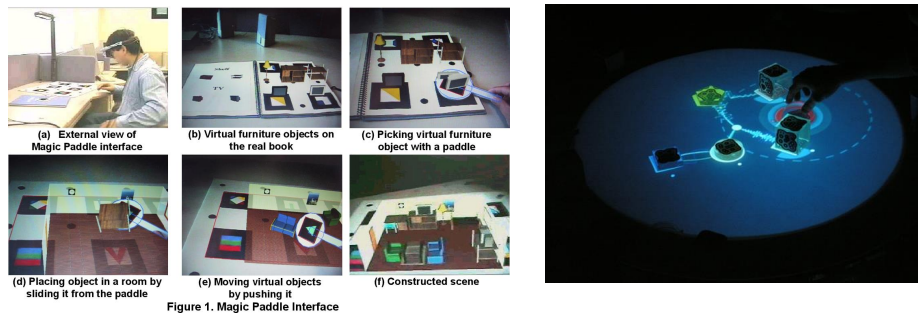 (a) External view of
Magic Paddle interface
(b) Virtual furniture objects on
the real book
(c) Picking virtual furniture
object with a paddle
(d) Placing object in a room by
sliding it from the paddle
(e) Moving virtual objects
by pushing it
(f) Constructed scene
Figure 1. Magic Paddle Interface
TV